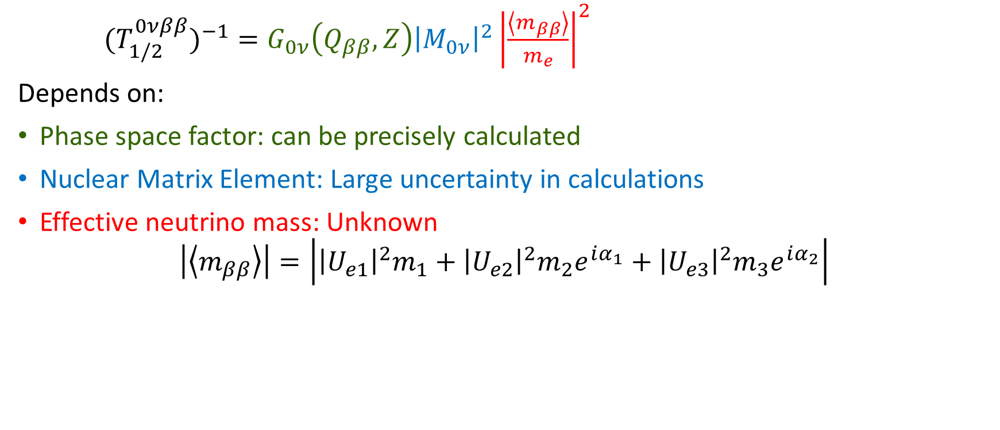 (T_{1/2}^{0νββ})^{-1} = G_{0ν}(Q_{ββ}, Z)|M_{0ν}|^2 |⟨m_{ββ}⟩/m_e|^2
Depends on:
• Phase space factor: can be precisely calculated
• Nuclear Matrix Element: Large uncertainty in calculations
• Effective neutrino mass: Unknown
|⟨m_{ββ}⟩| = ||U_{e1}|^2 m_1 + |U_{e2}|^2 m_2 e^{iα_1} + |U_{e3}|^2 m_3 e^{iα_2}|